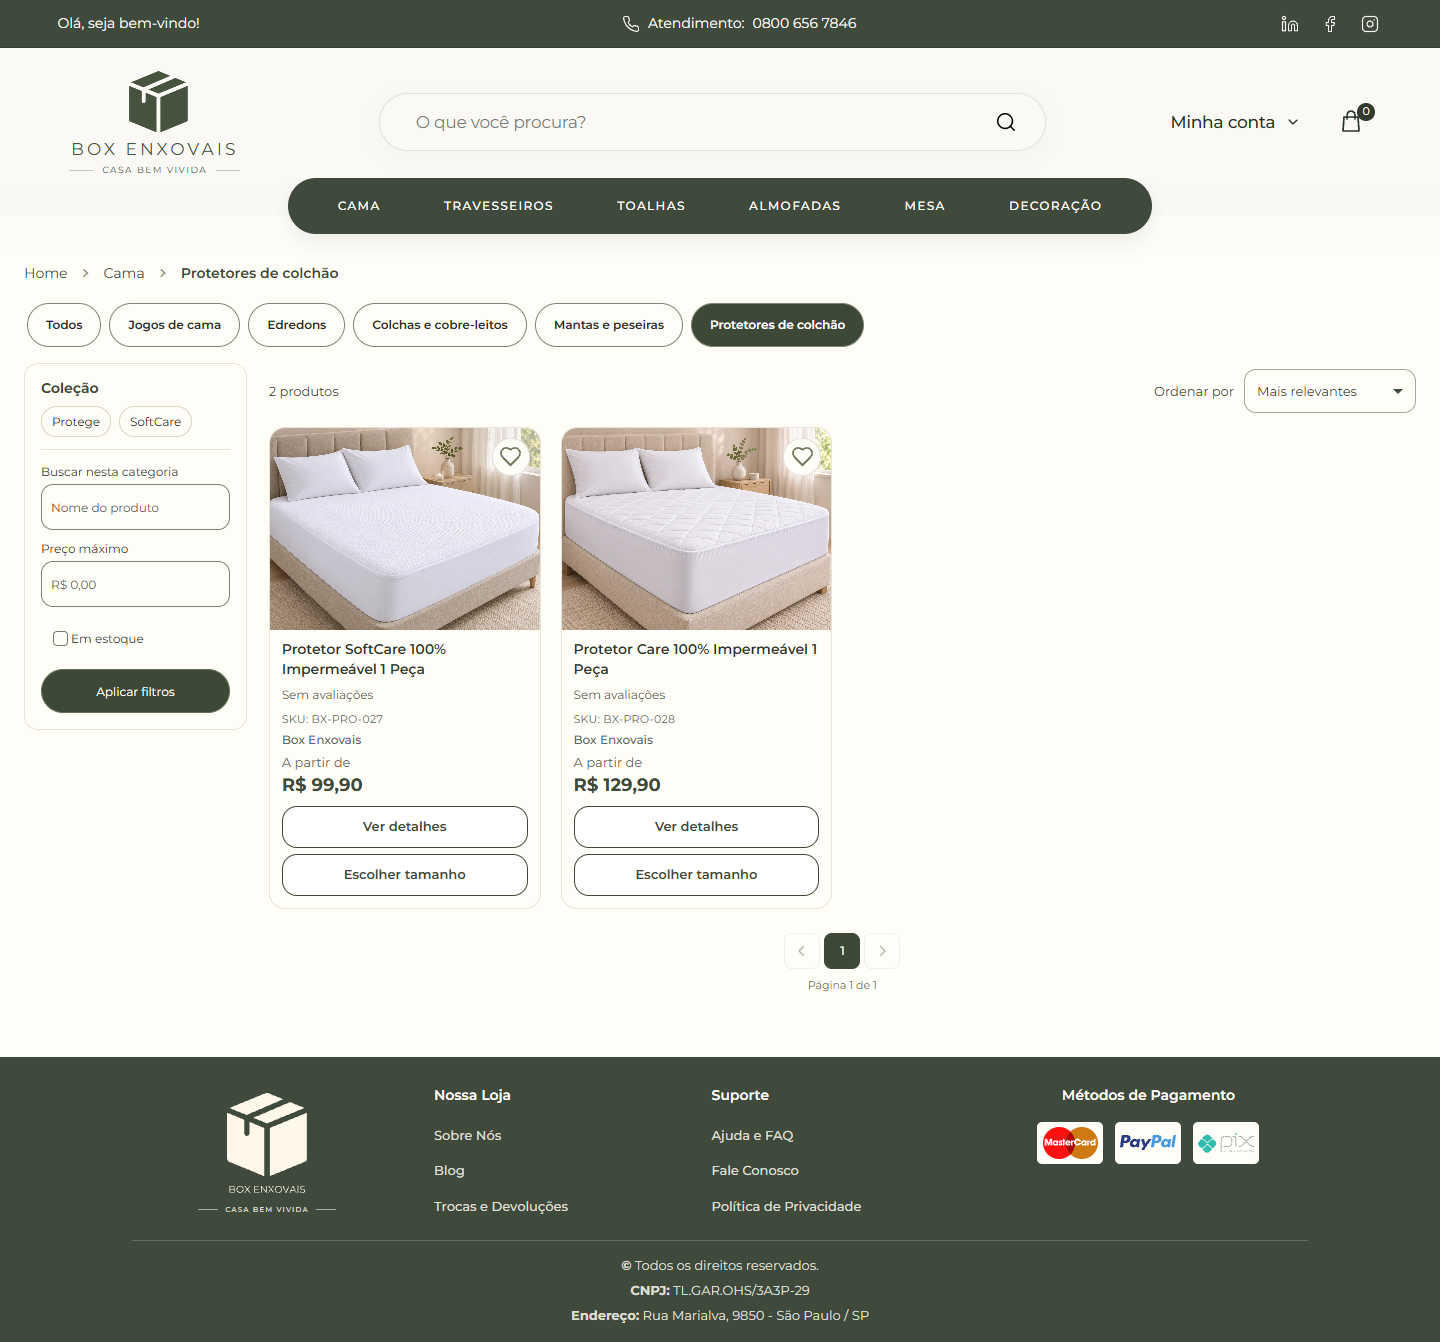 Olá, seja bem-vindo!
Atendimento: 0800 656 7846
BOX ENXOVAIS
CASA BEM VIVIDA
O que você procura?
Minha conta
0
CAMA TRAVESSEIROS TOALHAS ALMOFADAS MESA DECORAÇÃO
Home > Cama > Protetores de colchão
Todos Jogos de cama Edredons Colchas e cobre-leitos Mantas e peseiras Protetores de colchão
Coleção
Protege SoftCare
Buscar nesta categoria
Nome do produto
Preço máximo
R$ 0,00
Em estoque
Aplicar filtros
2 produtos
Ordenar por Mais relevantes
Protetor SoftCare 100%
Impermeável 1 Peça
Sem avaliações
SKU: BX-PRO-027
Box Enxovais
A partir de
R$ 99,90
Ver detalhes
Escolher tamanho
Protetor Care 100% Impermeável 1
Peça
Sem avaliações
SKU: BX-PRO-028
Box Enxovais
A partir de
R$ 129,90
Ver detalhes
Escolher tamanho
1
Página 1 de 1
BOX ENXOVAIS
CASA BEM VIVIDA
Nossa Loja
Sobre Nós
Blog
Trocas e Devoluções
Suporte
Ajuda e FAQ
Fale Conosco
Política de Privacidade
Métodos de Pagamento
MasterCard PayPal pix
© Todos os direitos reservados.
CNPJ: TL.GAR.OHS/3A3P-29
Endereço: Rua Marialva, 9850 - São Paulo / SP